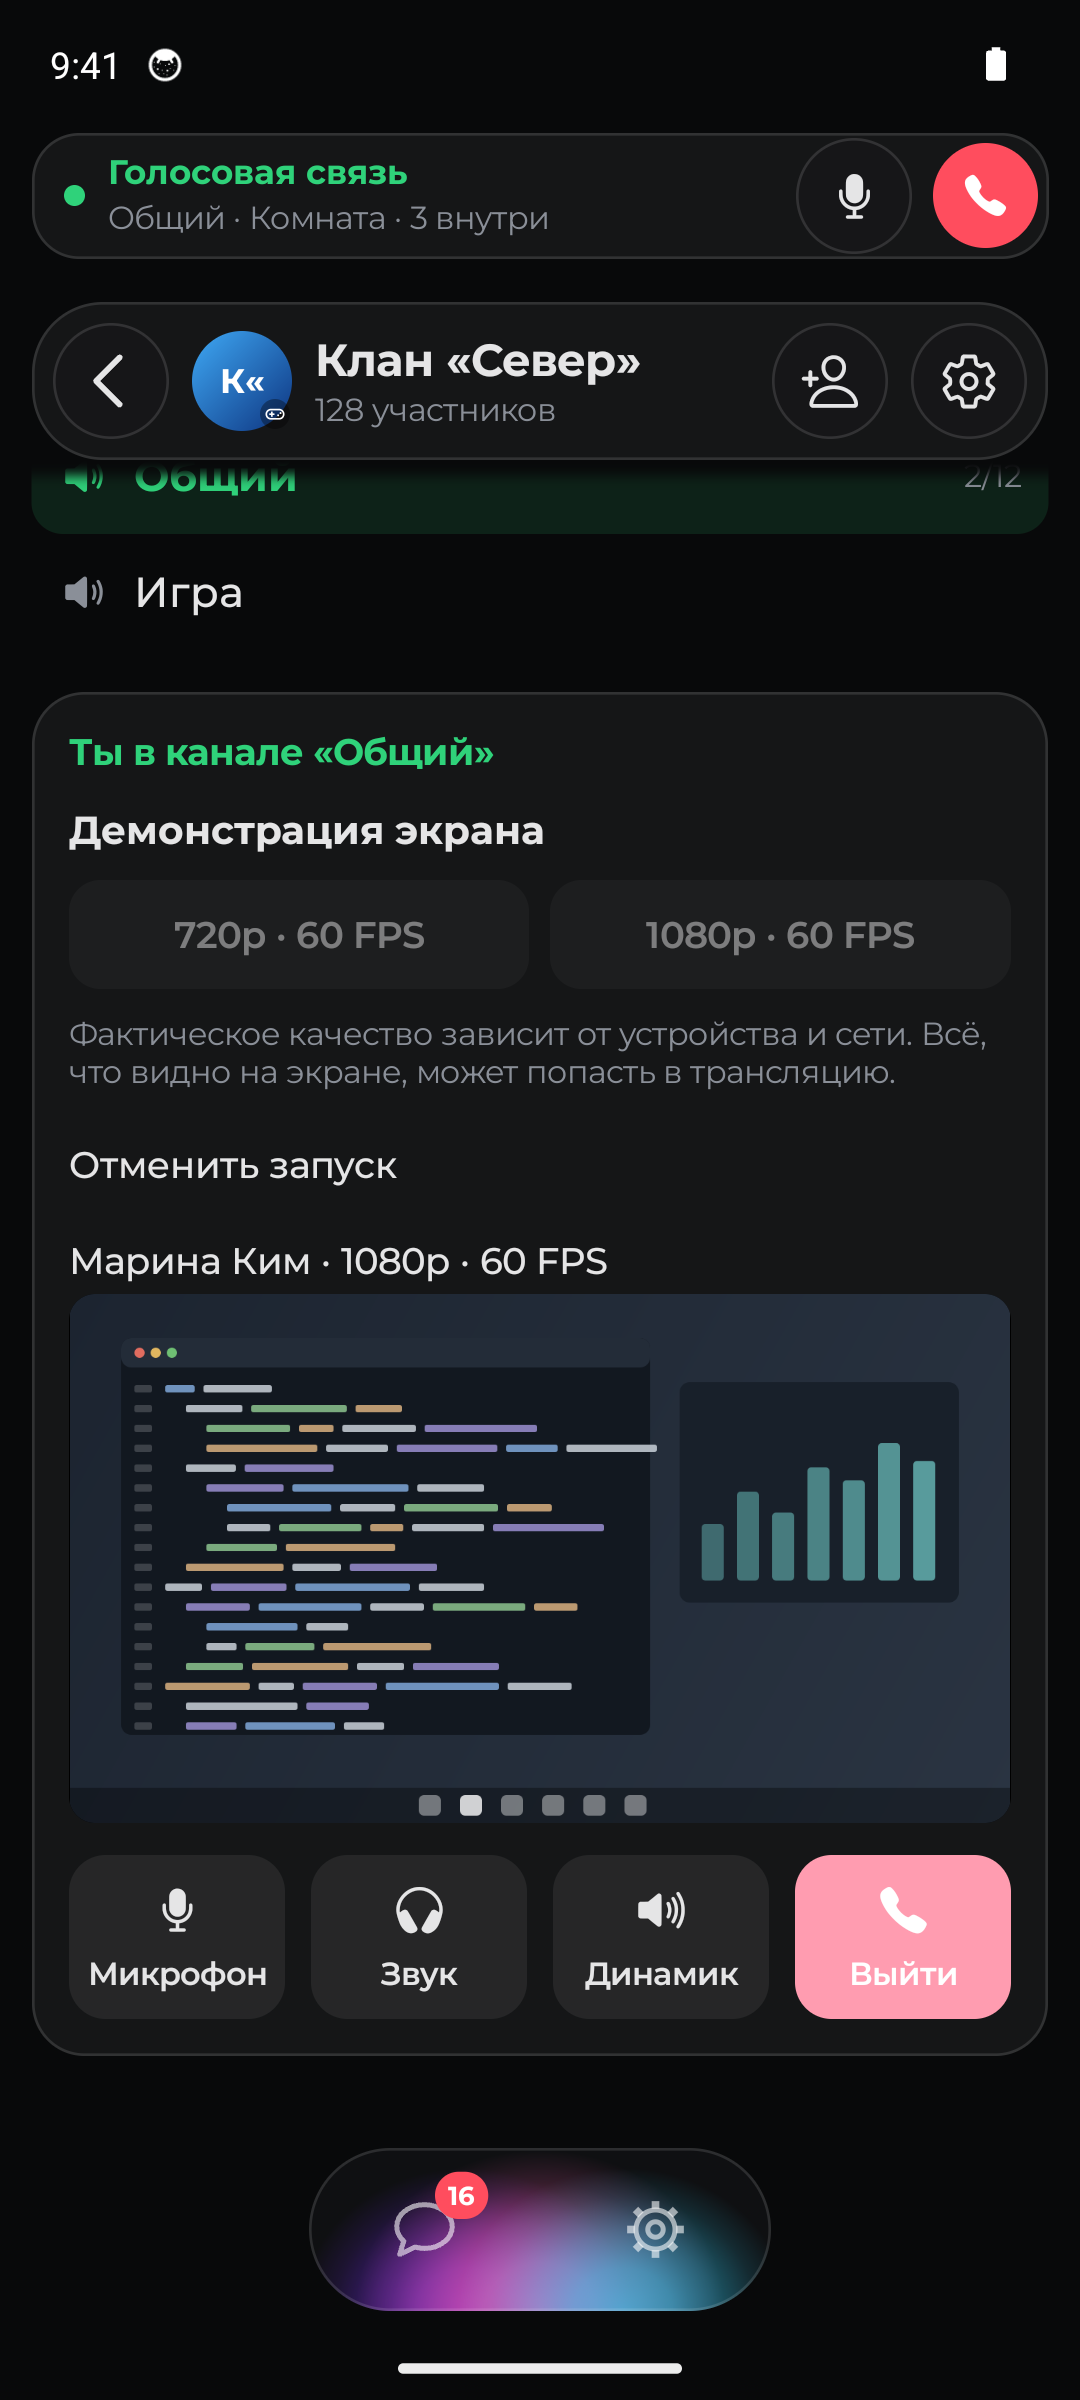 9:41
Голосовая связь
Общий · Комната · 3 внутри
К«
Клан «Север»
128 участников
Общий
2/12
Игра
Ты в канале «Общий»
Демонстрация экрана
720p · 60 FPS
1080p · 60 FPS
Фактическое качество зависит от устройства и сети. Всё,
что видно на экране, может попасть в трансляцию.
Отменить запуск
Марина Ким · 1080p · 60 FPS
Микрофон
Звук
Динамик
Выйти
16